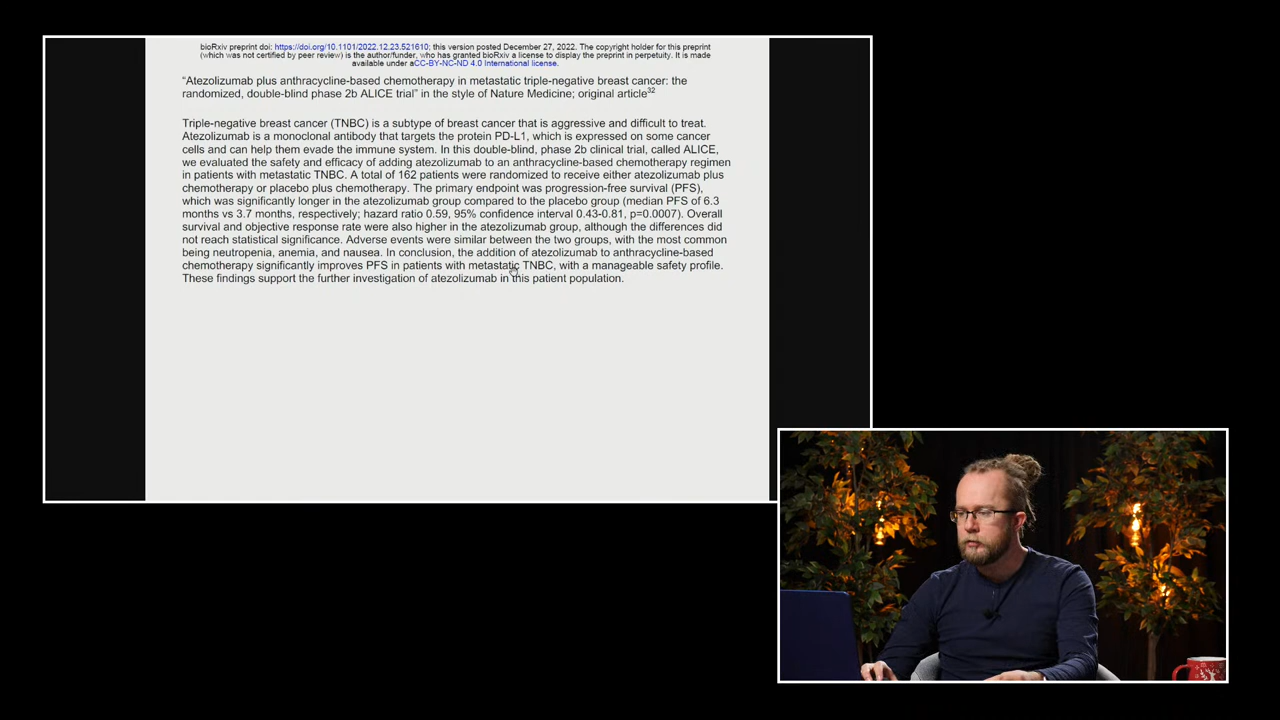 bioRxiv preprint doi: https://doi.org/10.1101/2022.12.23.521610; this version posted December 27, 2022. The copyright holder for this preprint
(which was not certified by peer review) is the author/funder, who has granted bioRxiv a license to display the preprint in perpetuity. It is made
available under aCC-BY-NC-ND 4.0 International license.
“Atezolizumab plus anthracycline-based chemotherapy in metastatic triple-negative breast cancer: the
randomized, double-blind phase 2b ALICE trial” in the style of Nature Medicine; original article32
Triple-negative breast cancer (TNBC) is a subtype of breast cancer that is aggressive and difficult to treat.
Atezolizumab is a monoclonal antibody that targets the protein PD-L1, which is expressed on some cancer
cells and can help them evade the immune system. In this double-blind, phase 2b clinical trial, called ALICE,
we evaluated the safety and efficacy of adding atezolizumab to an anthracycline-based chemotherapy regimen
in patients with metastatic TNBC. A total of 162 patients were randomized to receive either atezolizumab plus
chemotherapy or placebo plus chemotherapy. The primary endpoint was progression-free survival (PFS),
which was significantly longer in the atezolizumab group compared to the placebo group (median PFS of 6.3
months vs 3.7 months, respectively; hazard ratio 0.59, 95% confidence interval 0.43-0.81, p=0.0007). Overall
survival and objective response rate were also higher in the atezolizumab group, although the differences did
not reach statistical significance. Adverse events were similar between the two groups, with the most common
being neutropenia, anemia, and nausea. In conclusion, the addition of atezolizumab to anthracycline-based
chemotherapy significantly improves PFS in patients with metastatic TNBC, with a manageable safety profile.
These findings support the further investigation of atezolizumab in this patient population.